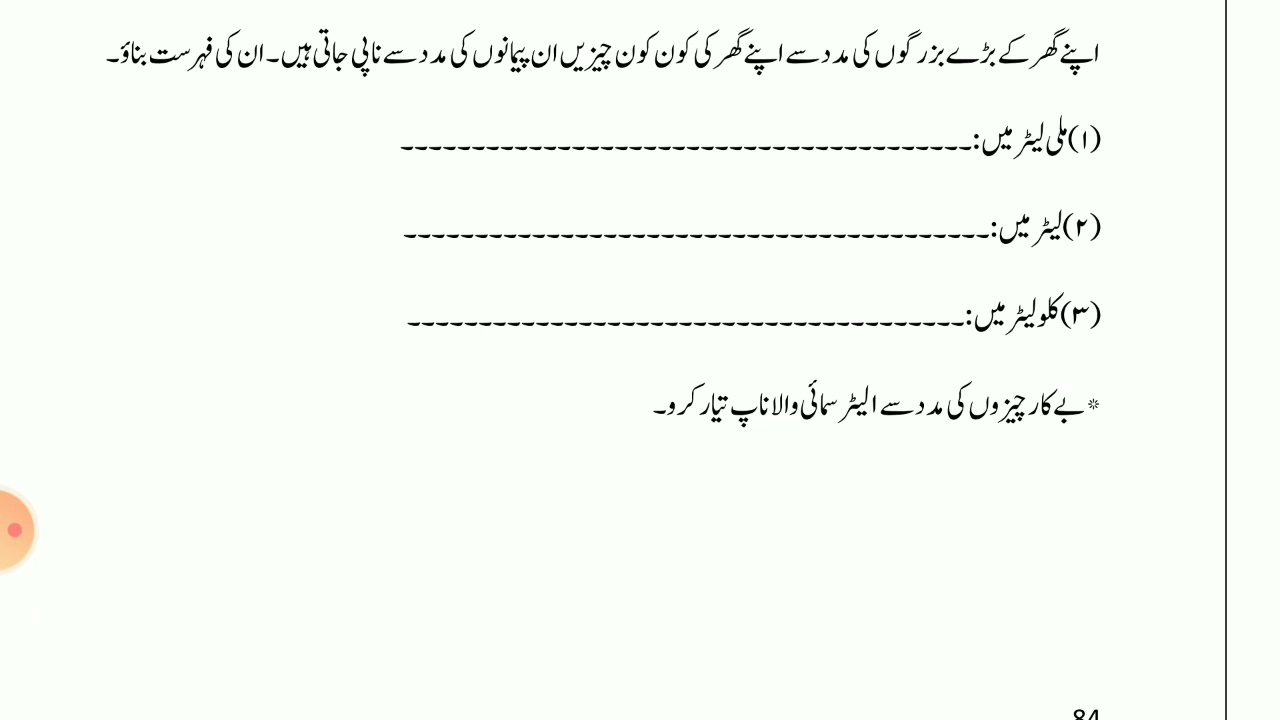 اپنے گھر کے بڑے بزرگوں کی مدد سے اپنے گھر کی کون کون چیزیں ان پیمانوں کی مدد سے ناپی جاتی ہیں۔ ان کی فہرست بناؤ۔
(۱) ملی لیٹر میں: ۔۔۔۔۔۔۔۔۔۔۔۔۔۔۔۔۔۔۔۔۔۔۔۔۔۔۔۔۔۔۔۔۔۔۔۔۔۔۔۔
(۲) لیٹر میں: ۔۔۔۔۔۔۔۔۔۔۔۔۔۔۔۔۔۔۔۔۔۔۔۔۔۔۔۔۔۔۔۔۔۔۔۔۔۔۔۔۔
(۳) کلو لیٹر میں: ۔۔۔۔۔۔۔۔۔۔۔۔۔۔۔۔۔۔۔۔۔۔۔۔۔۔۔۔۔۔۔۔۔۔۔۔۔۔۔
* بے کار چیزوں کی مدد سے ا لیٹر سمائی والا ناپ تیار کرو۔
84